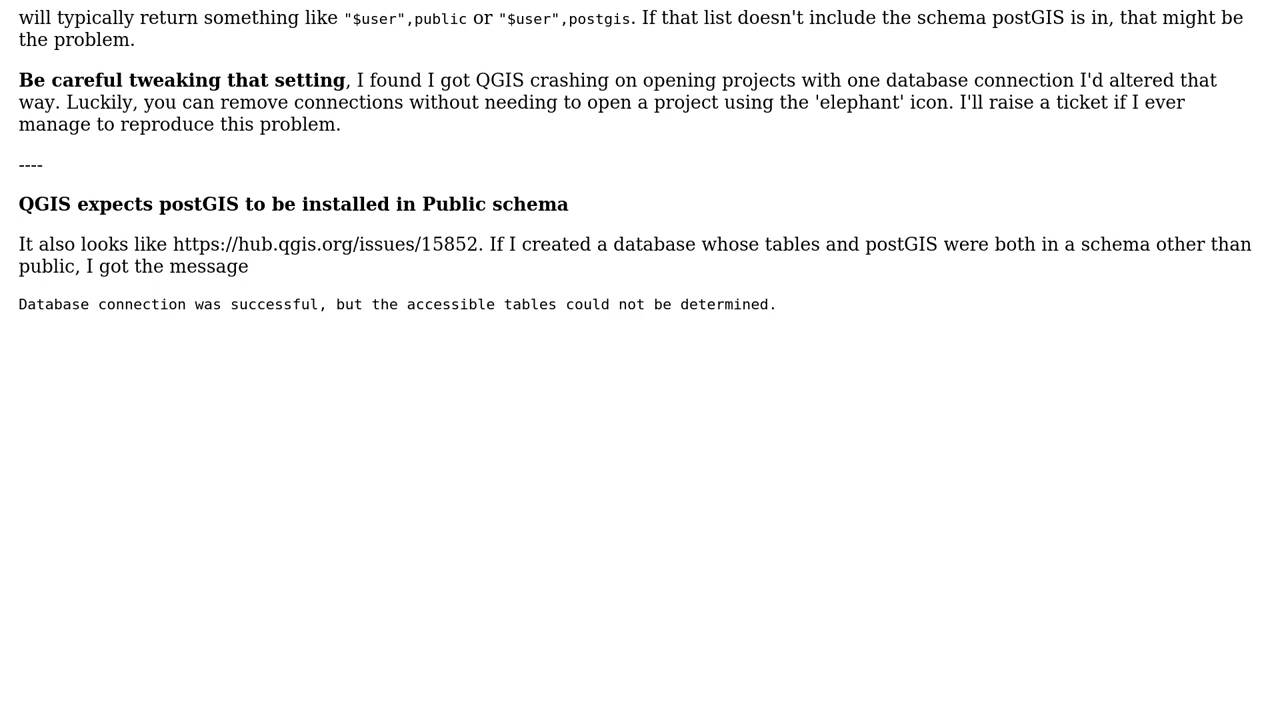 will typically return something like "$user",public or "$user",postgis. If that list doesn't include the schema postGIS is in, that might be
the problem.
Be careful tweaking that setting, I found I got QGIS crashing on opening projects with one database connection I'd altered that
way. Luckily, you can remove connections without needing to open a project using the 'elephant' icon. I'll raise a ticket if I ever
manage to reproduce this problem.
----
QGIS expects postGIS to be installed in Public schema
It also looks like https://hub.qgis.org/issues/15852. If I created a database whose tables and postGIS were both in a schema other than
public, I got the message
Database connection was successful, but the accessible tables could not be determined.